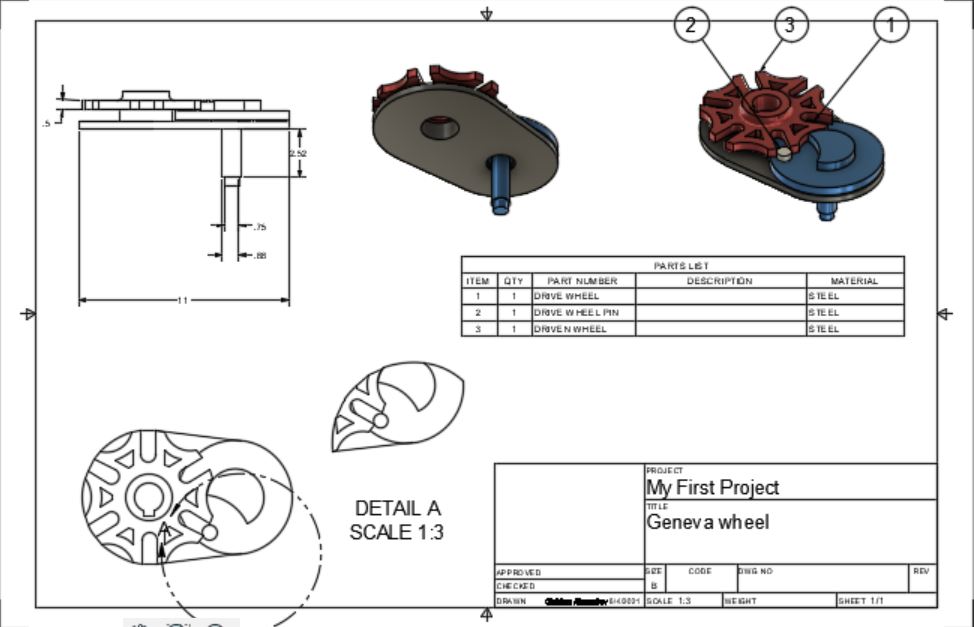 2 3 1
.5
2.52
.75
.88
11
PARTS LIST
ITEM QTY PART NUMBER DESCRIPTION MATERIAL
1 1 DRIVE WHEEL STEEL
2 1 DRIVE WHEEL PIN STEEL
3 1 DRIVEN WHEEL STEEL
DETAIL A
SCALE 1:3
PROJECT
My First Project
TITLE
Geneva wheel
APPROVED
CHECKED
DRAWN
SIZE CODE DWG NO REV
B
SCALE 1:3 WEIGHT SHEET 1/1